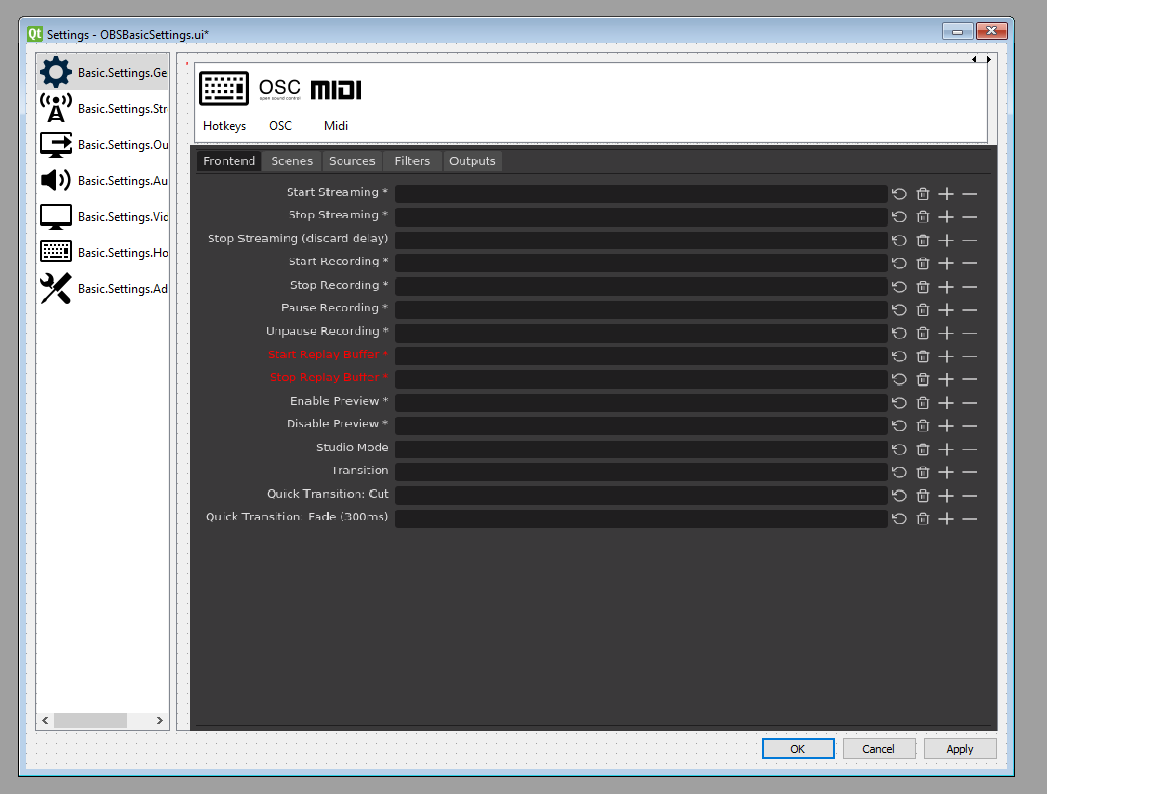 Qt Settings - OBSBasicSettings.ui*
Basic.Settings.Ge
Basic.Settings.Str
Basic.Settings.Ou
Basic.Settings.Au
Basic.Settings.Vic
Basic.Settings.Ho
Basic.Settings.Ad
OSC
open sound control
MIDI
Hotkeys OSC Midi
Frontend Scenes Sources Filters Outputs
Start Streaming *
Stop Streaming *
Stop Streaming (discard delay)
Start Recording *
Stop Recording *
Pause Recording *
Unpause Recording *
Start Replay Buffer *
Stop Replay Buffer *
Enable Preview *
Disable Preview *
Studio Mode
Transition
Quick Transition: Cut
Quick Transition: Fade (300ms)
OK Cancel Apply